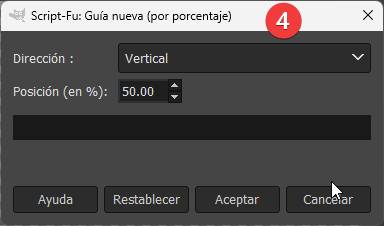 Script-Fu: Guía nueva (por porcentaje)
4
Dirección :
Vertical
Posición (en %):
50.00
Ayuda
Restablecer
Aceptar
Cancelar